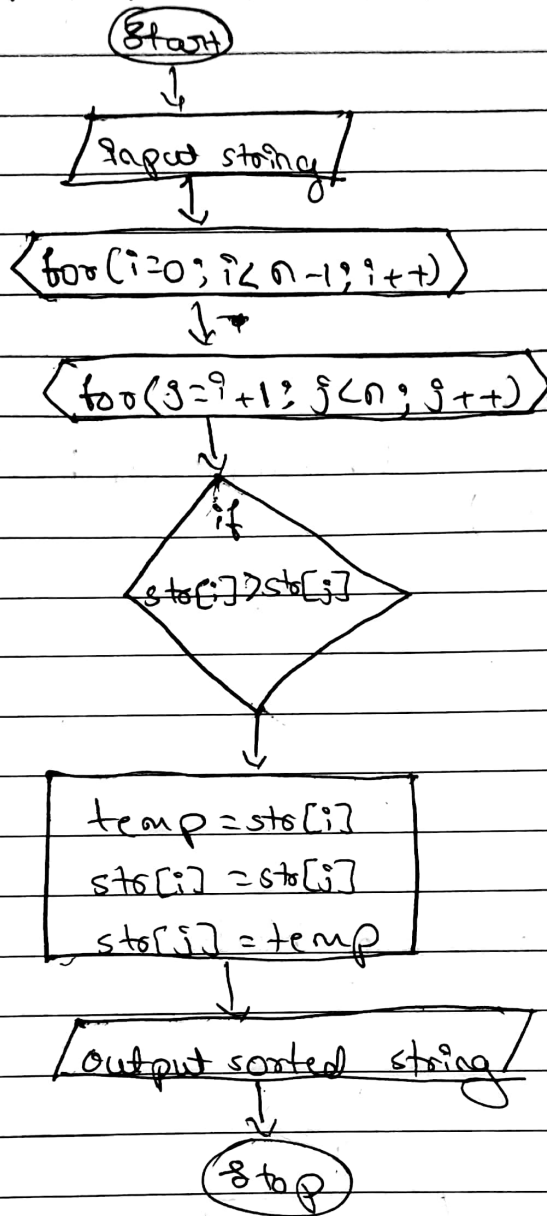 Start
Input string
for(i=0; i<n-1; i++)
for(j=i+1; j<n; j++)
if
str[i]>str[j]
temp = str[i]
str[i] = str[j]
str[j] = temp
output sorted string
Stop